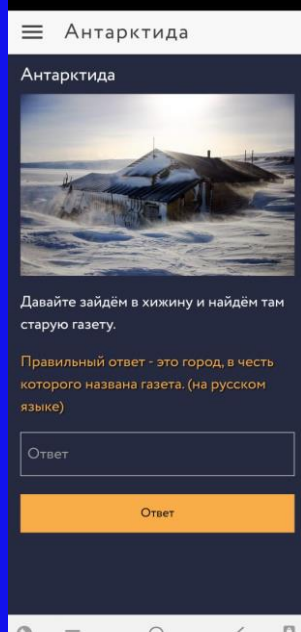 Антарктида
Антарктида
Давайте зайдём в хижину и найдём там
старую газету.
Правильный ответ - это город, в честь
которого названа газета. (на русском
языке)
Ответ
Ответ